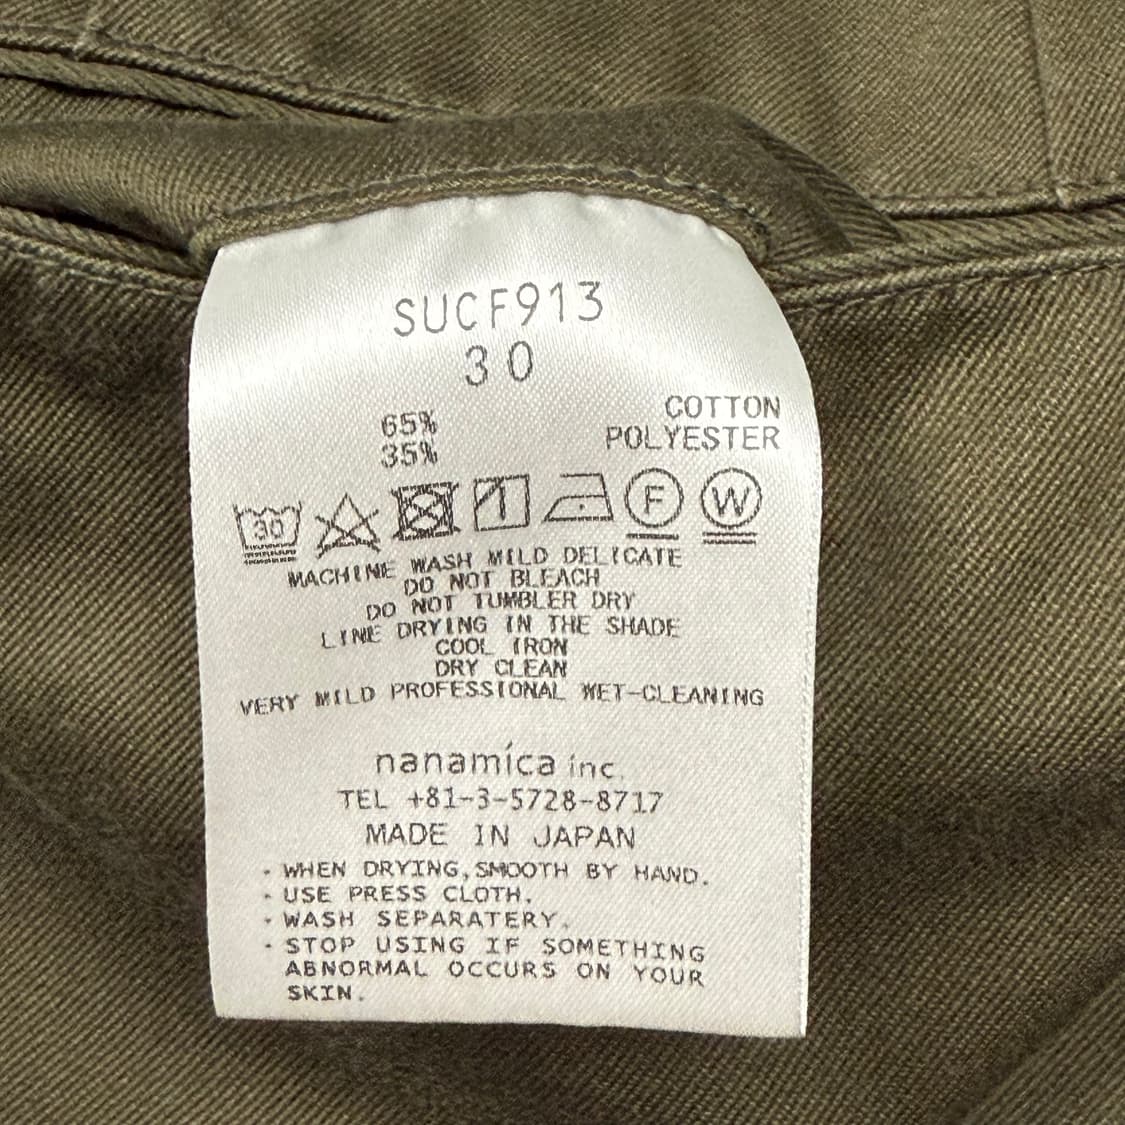 SUCF913
30
65% COTTON
35% POLYESTER
30 F W
MACHINE WASH MILD DELICATE
DO NOT BLEACH
DO NOT TUMBLER DRY
LINE DRYING IN THE SHADE
COOL IRON
DRY CLEAN
VERY MILD PROFESSIONAL WET-CLEANING
nanamíca inc.
TEL +81-3-5728-8717
MADE IN JAPAN
・WHEN DRYING,SMOOTH BY HAND.
・USE PRESS CLOTH.
・WASH SEPARATERY.
・STOP USING IF SOMETHING
ABNORMAL OCCURS ON YOUR
SKIN.